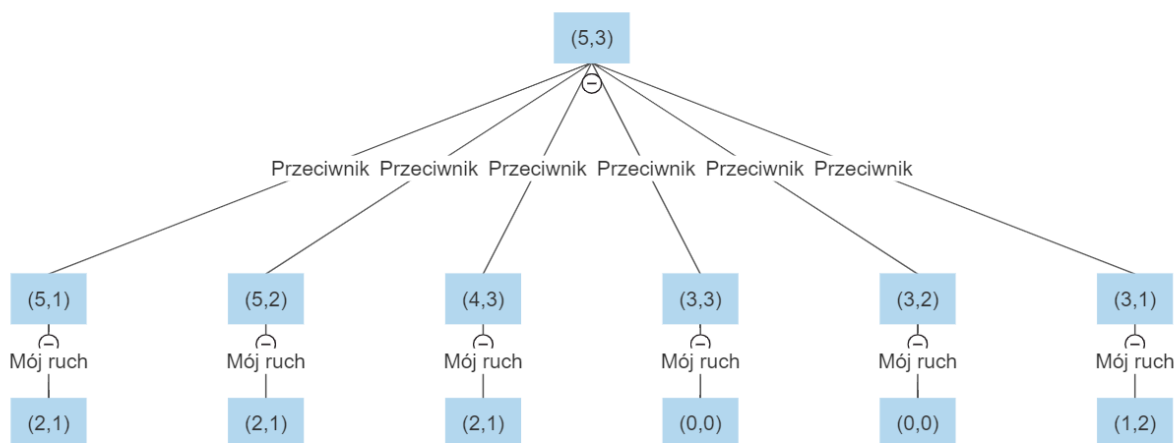 (5,3)
Przeciwnik Przeciwnik Przeciwnik Przeciwnik Przeciwnik Przeciwnik
(5,1) (5,2) (4,3) (3,3) (3,2) (3,1)
Mój ruch Mój ruch Mój ruch Mój ruch Mój ruch Mój ruch
(2,1) (2,1) (2,1) (0,0) (0,0) (1,2)